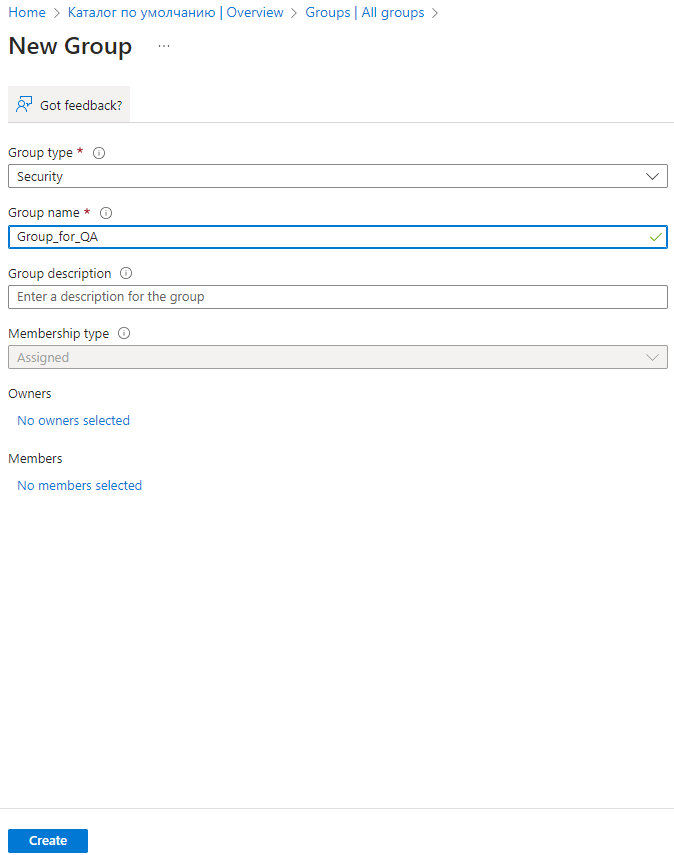 Home > Каталог по умолчанию | Overview > Groups | All groups >
New Group ...
Got feedback?
Group type *
Security
Group name *
Group_for_QA
Group description
Enter a description for the group
Membership type
Assigned
Owners
No owners selected
Members
No members selected
Create